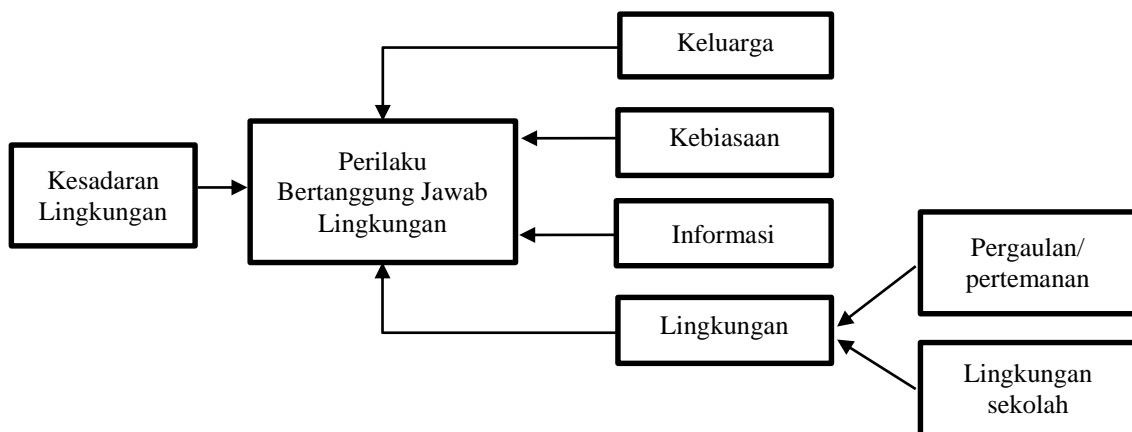 Keluarga
Kebiasaan
Kesadaran
Lingkungan
Perilaku
Bertanggung Jawab
Lingkungan
Informasi
Pergaulan/
pertemanan
Lingkungan
Lingkungan
sekolah